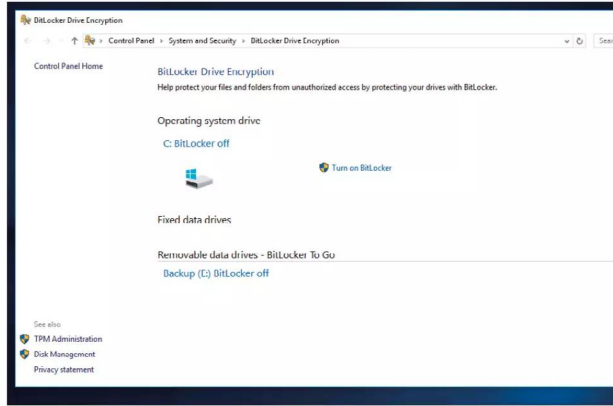 BitLocker Drive Encryption
Control Panel > System and Security > BitLocker Drive Encryption
Sear
Control Panel Home
BitLocker Drive Encryption
Help protect your files and folders from unauthorized access by protecting your drives with BitLocker.
Operating system drive
C: BitLocker off
Turn on BitLocker
Fixed data drives
Removable data drives - BitLocker To Go
Backup (E:) BitLocker off
See also
TPM Administration
Disk Management
Privacy statement